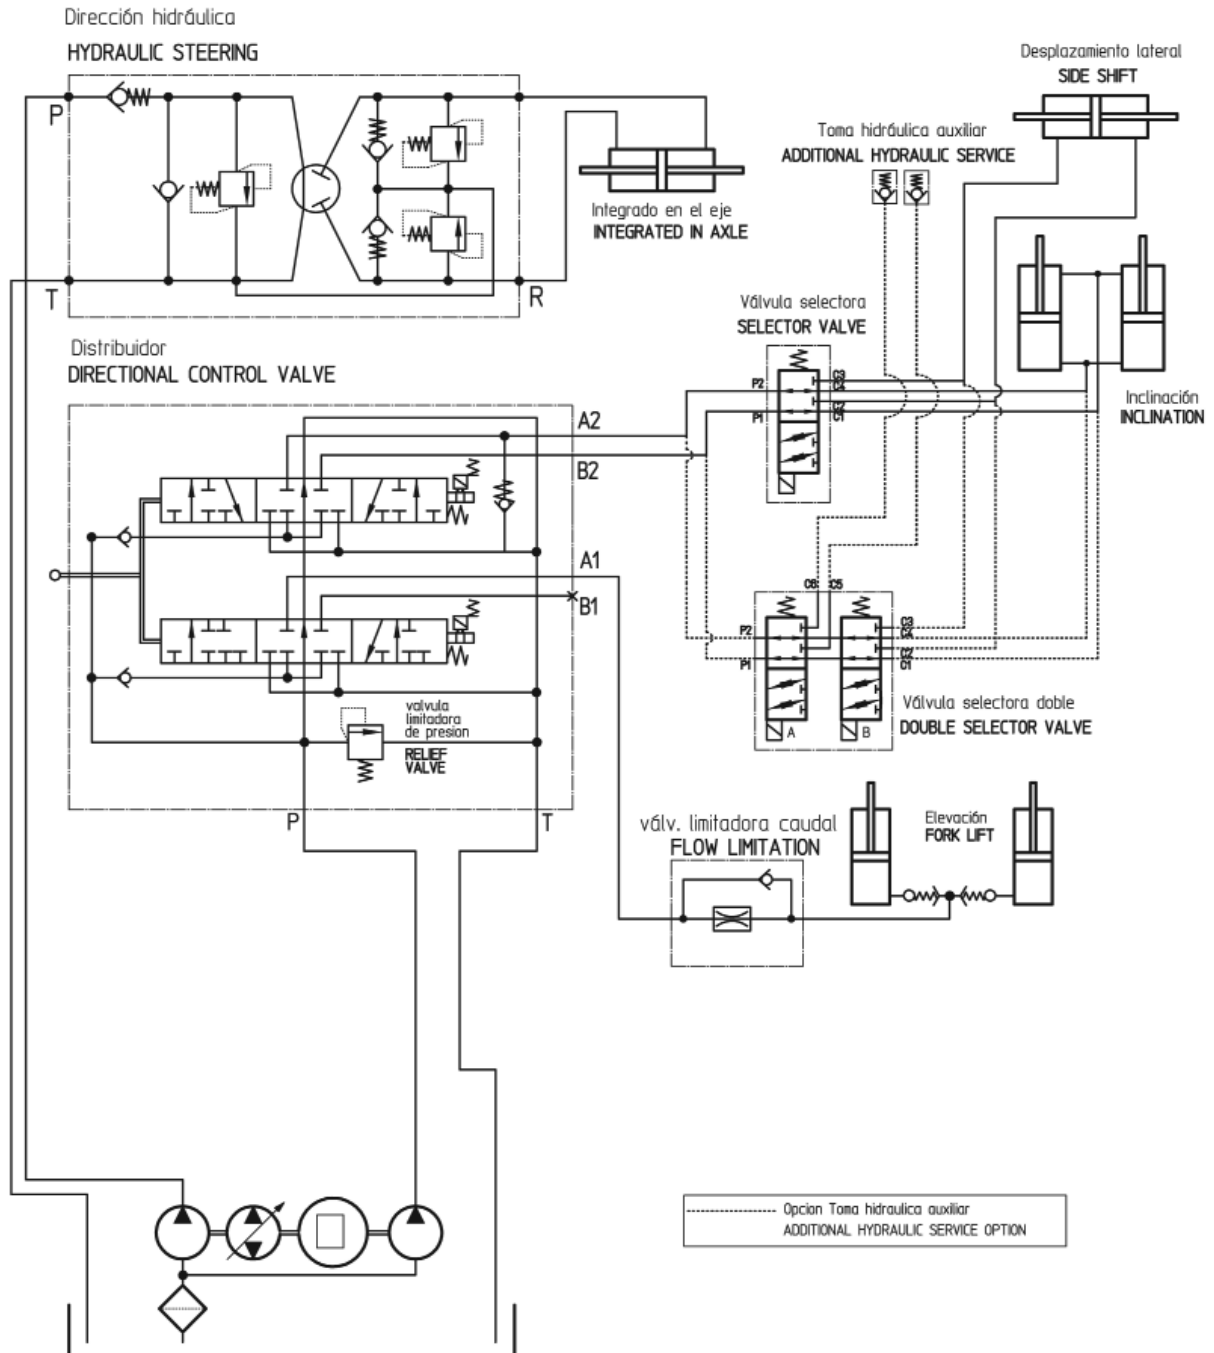 Dirección hidráulica
HYDRAULIC STEERING
P
T
R
Integrado en el eje
INTEGRATED IN AXLE
Desplazamiento lateral
SIDE SHIFT
Toma hidráulica auxiliar
ADDITIONAL HYDRAULIC SERVICE
Válvula selectora
SELECTOR VALVE
P2
P1
C3
C4
C2
C1
Inclinación
INCLINATION
Distribuidor
DIRECTIONAL CONTROL VALVE
A2
B2
A1
B1
valvula
limitadora
de presion
RELIEF
VALVE
P
T
C6
C5
P2
P1
C3
C4
C2
C1
A
B
Válvula selectora doble
DOUBLE SELECTOR VALVE
válv. limitadora caudal
FLOW LIMITATION
Elevación
FORK LIFT
Opcion Toma hidraulica auxiliar
ADDITIONAL HYDRAULIC SERVICE OPTION